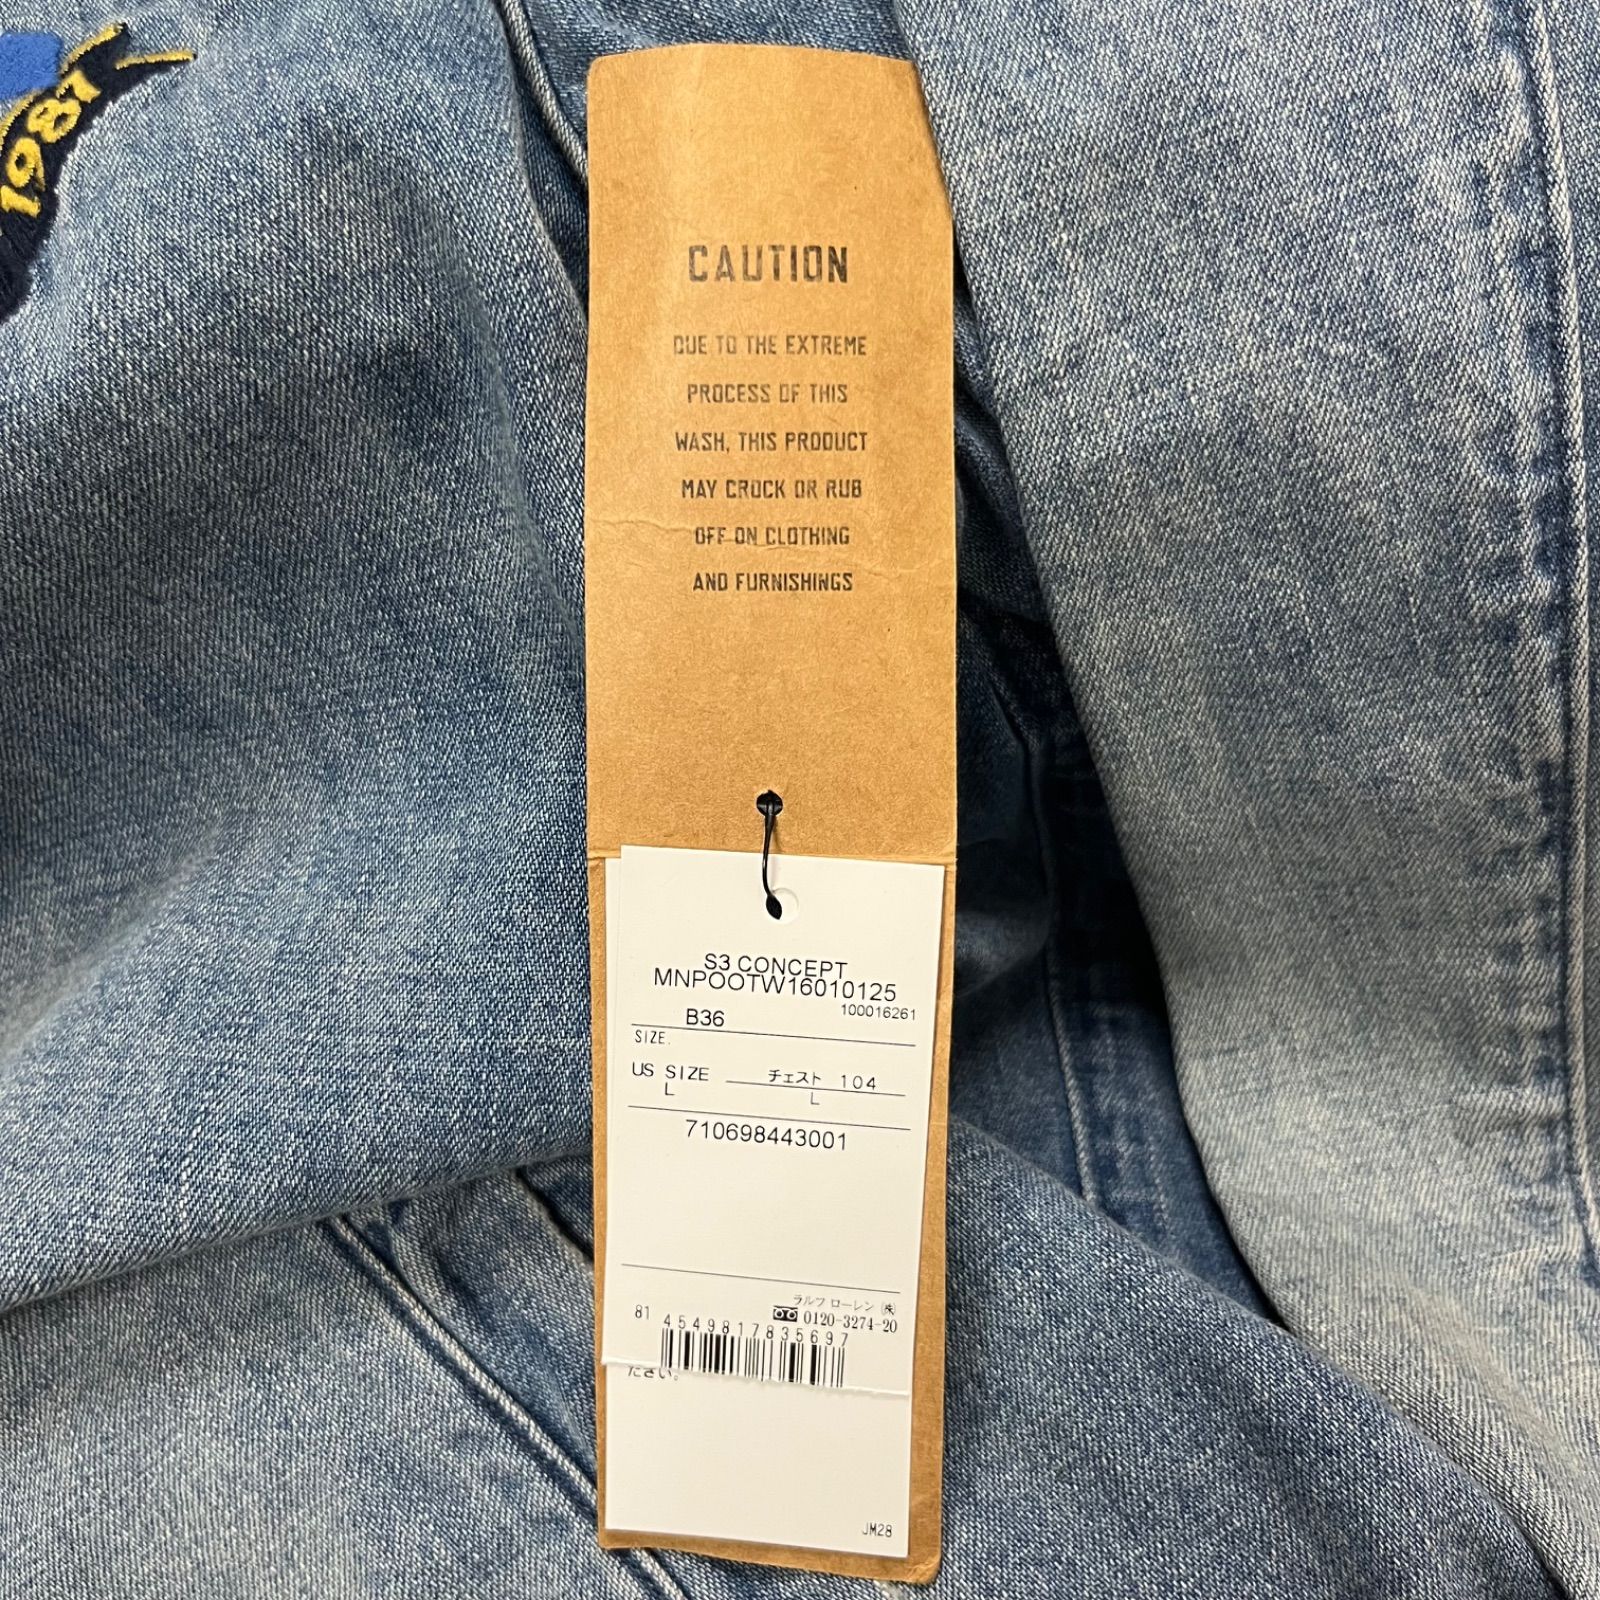 1981
CAUTION
DUE TO THE EXTREME
PROCESS OF THIS
WASH, THIS PRODUCT
MAY CROCK OR RUB
OFF ON CLOTHING
AND FURNISHINGS
S3 CONCEPT
MNPOOTW16010125
100016261
B36
SIZE.
US SIZE チェスト 104
L L
710698443001
ラルフ ローレン ㈱
0120-3274-20
81 4549817835697
ださい。
JM28